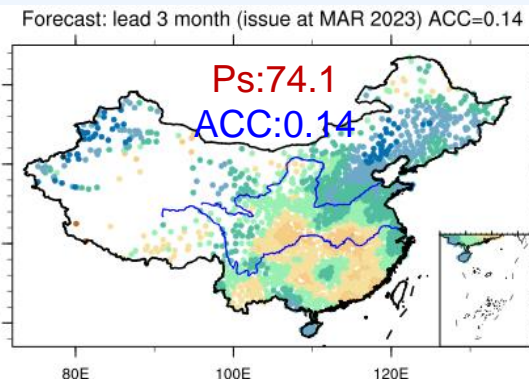 Forecast: lead 3 month (issue at MAR 2023) ACC=0.14
Ps:74.1
ACC:0.14
80E 100E 120E